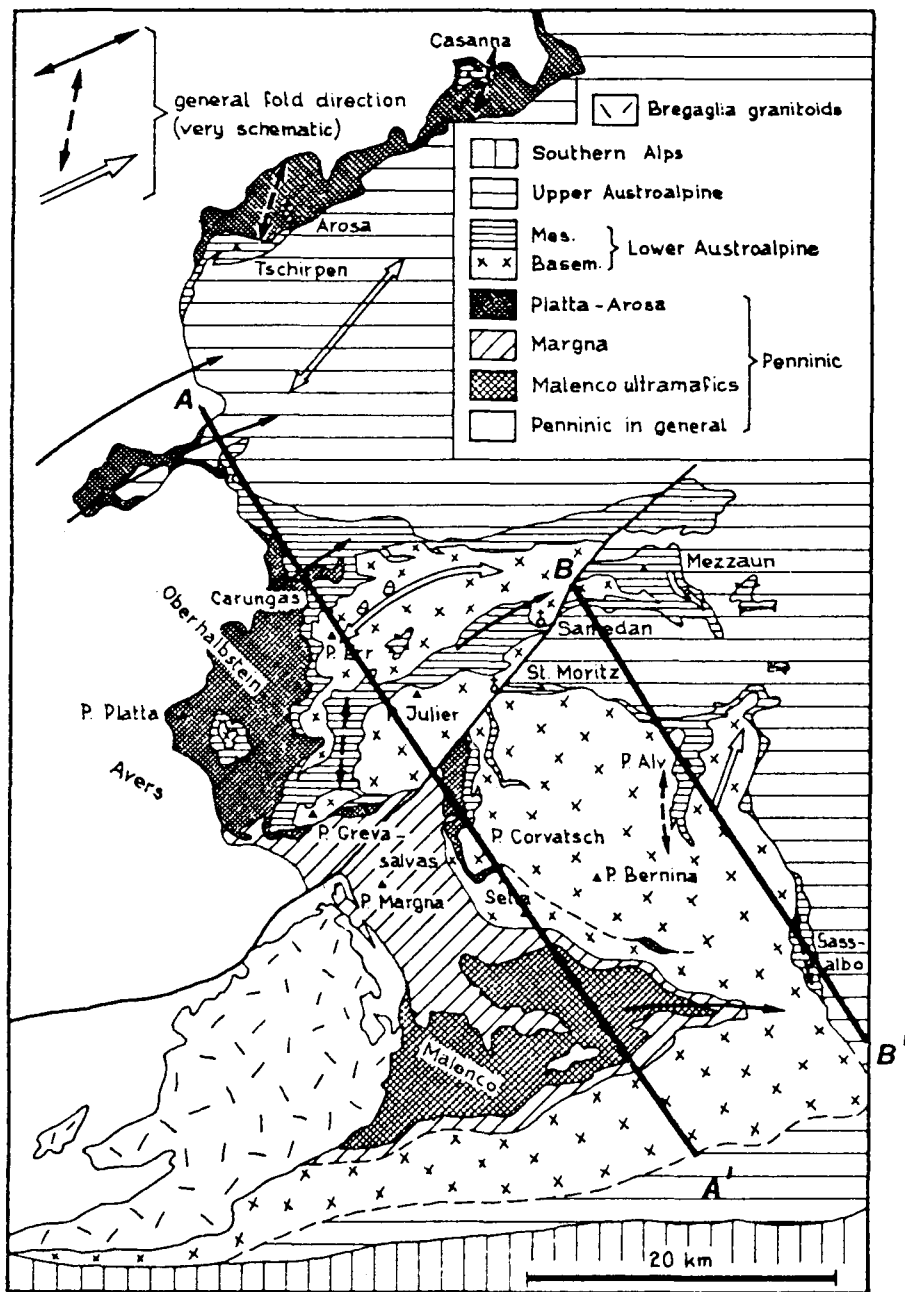 Casanna
general fold direction
(very schematic)
Bregaglia granitoids
Southern Alps
Upper Austroalpine
Mes.
Basem.
Lower Austroalpine
Platta-Arosa
Margna
Malenco ultramafics
Penninic in general
Penninic
Arosa
Tschirpen
A
B
Mezzaun
Carungas
Oberhalbstein
P. Err
Samedan
St. Moritz
P. Platta
Julier
Avers
P. Alv
P. Greva-
salvas
P. Corvatsch
P. Bernina
P. Margna
Sella
Sass-
albo
Malenco
B'
A'
20 km